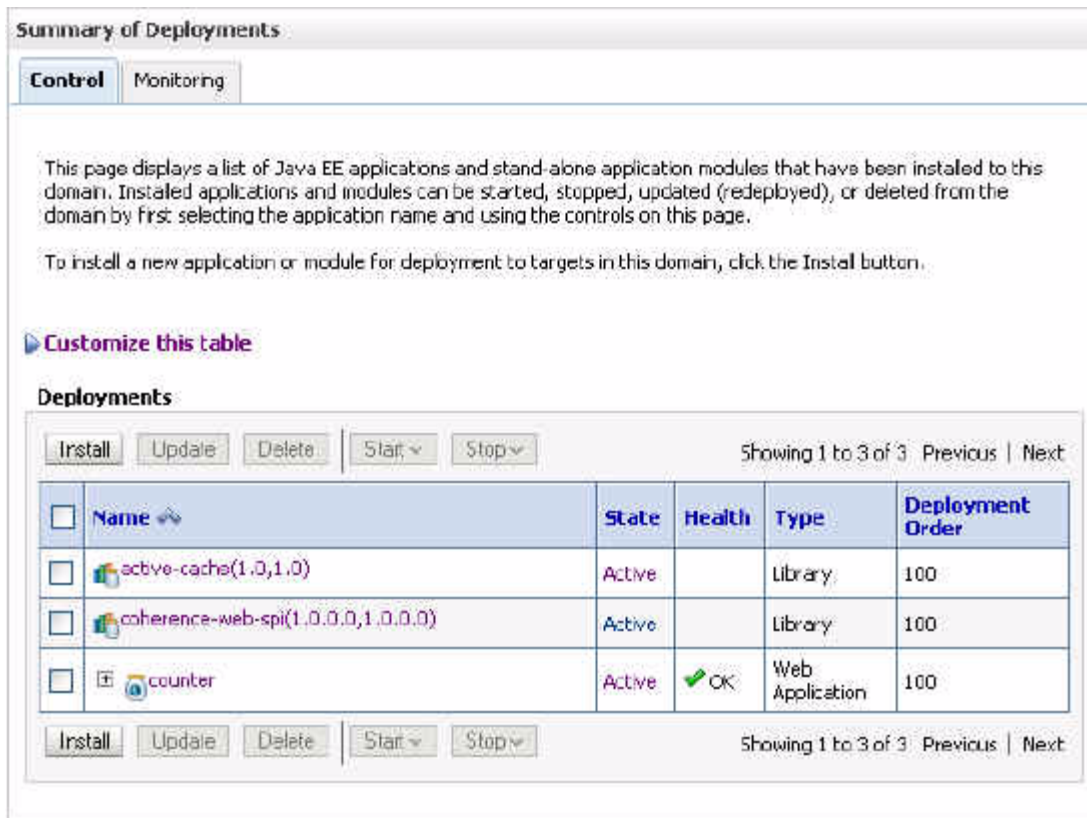 Summary of Deployments
Control Monitoring
This page displays a list of Java EE applications and stand-alone application modules that have been installed to this
domain. Installed applications and modules can be started, stopped, updated (redeployed), or deleted from the
domain by first selecting the application name and using the controls on this page.
To install a new application or module for deployment to targets in this domain, click the Install button.
Customize this table
Deployments
Install Update Delete Start Stop Showing 1 to 3 of 3 Previous | Next
Name State Health Type Deployment Order
active-cache(1.0,1.0) Active Library 100
coherence-web-spi(1.0.0.0,1.0.0.0) Active Library 100
counter Active OK Web Application 100
Install Update Delete Start Stop Showing 1 to 3 of 3 Previous | Next